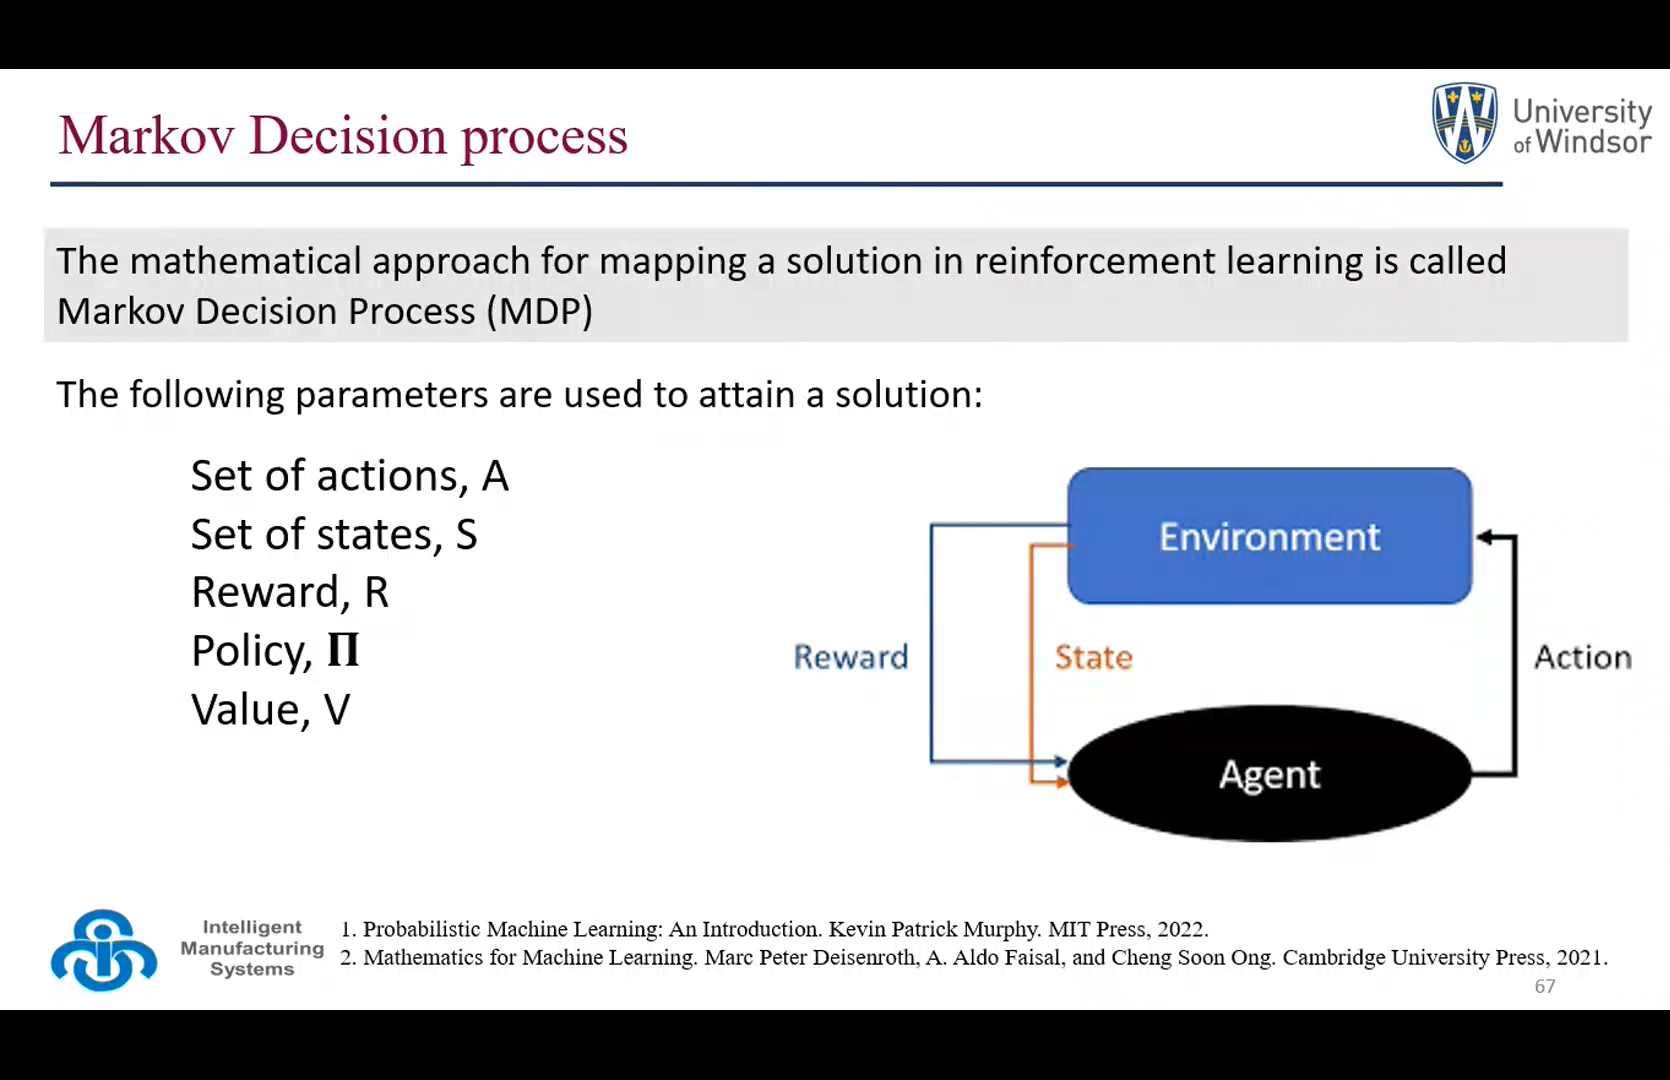 Markov Decision process
University
of Windsor
The mathematical approach for mapping a solution in reinforcement learning is called
Markov Decision Process (MDP)
The following parameters are used to attain a solution:
Set of actions, A
Set of states, S
Reward, R
Policy, Π
Value, V
Environment
Reward
State
Action
Agent
Intelligent
Manufacturing
Systems
1. Probabilistic Machine Learning: An Introduction. Kevin Patrick Murphy. MIT Press, 2022.
2. Mathematics for Machine Learning. Marc Peter Deisenroth, A. Aldo Faisal, and Cheng Soon Ong. Cambridge University Press, 2021.
67